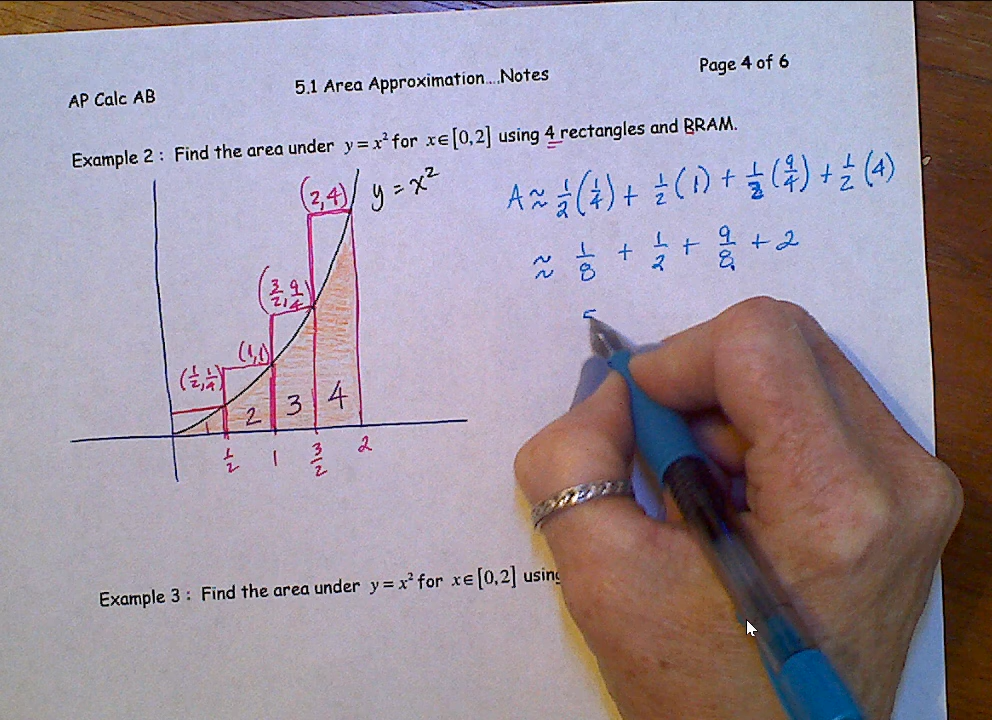 AP Calc AB 5.1 Area Approximation....Notes Page 4 of 6
Example 2 : Find the area under y = x² for x ∈ [0,2] using 4 rectangles and BRAM.
y = x²
A ≈ 1/2 (1/4) + 1/2 (1) + 1/2 (9/4) + 1/2 (4)
≈ 1/8 + 1/2 + 9/8 + 2
5
(2,4)
(3/2, 9/4)
(1,1)
(1/2, 1/4)
1 2 3 4
1/2 1 3/2 2
Example 3 : Find the area under y = x² for x ∈ [0,2] using